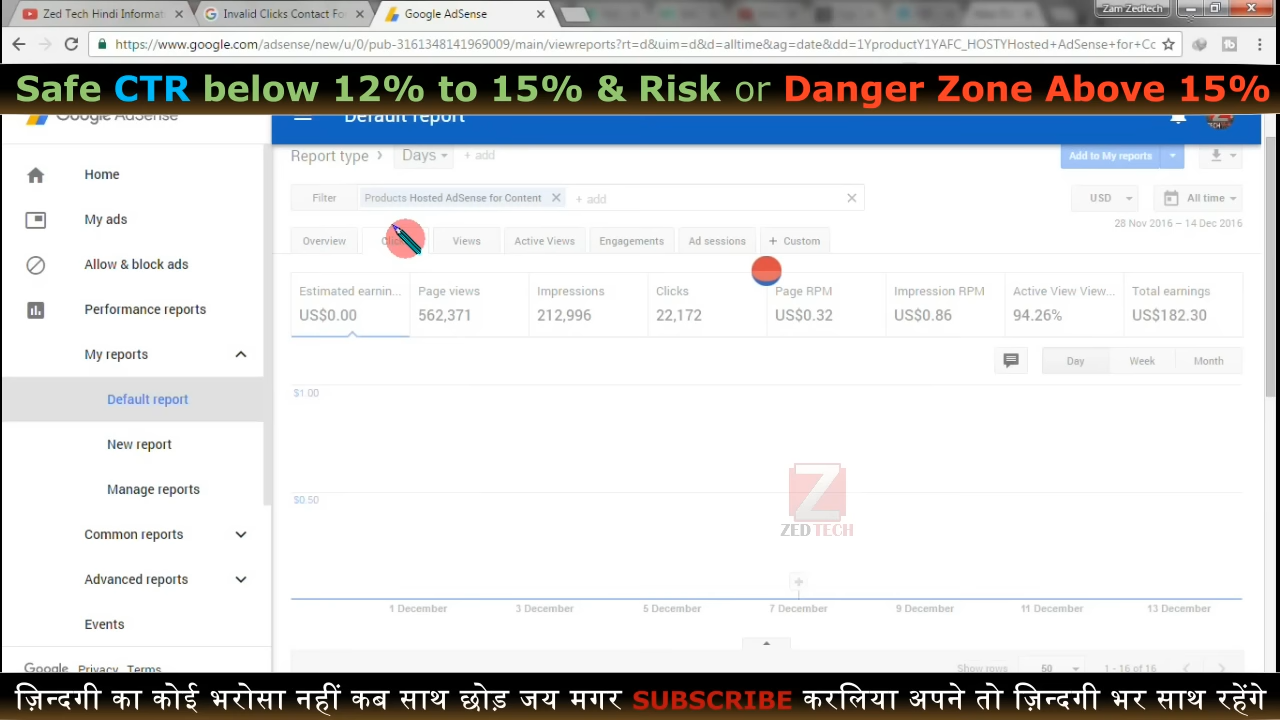 Zed Tech Hindi Informat
Invalid Clicks Contact Fo
Google AdSense
Zam Zedtech
https://www.google.com/adsense/new/u/0/pub-3161348141969009/main/viewreports?rt=d&uim=d&d=alltime&ag=date&dd=1YproductY1YAFC_HOSTYHosted+AdSense+for+Co
Safe CTR below 12% to 15% & Risk or Danger Zone Above 15%
Google AdSense
Default report
Report type
Days
+ add
Add to My reports
Filter
Products Hosted AdSense for Content
+ add
USD
All time
28 Nov 2016 – 14 Dec 2016
Overview
Views
Active Views
Engagements
Ad sessions
+ Custom
Estimated earnin...
Page views
Impressions
Clicks
Page RPM
Impression RPM
Active View View...
Total earnings
US$0.00
562,371
212,996
22,172
US$0.32
US$0.86
94.26%
US$182.30
Day
Week
Month
$1.00
$0.50
Z
ZED TECH
1 December
3 December
5 December
7 December
9 December
11 December
13 December
Show rows
50
1 - 16 of 16
Home
My ads
Allow & block ads
Performance reports
My reports
Default report
New report
Manage reports
Common reports
Advanced reports
Events
Google Privacy Terms
ज़िन्दगी का कोई भरोसा नहीं कब साथ छोड़ जय मगर SUBSCRIBE करलिया अपने तो ज़िन्दगी भर साथ रहेंगे